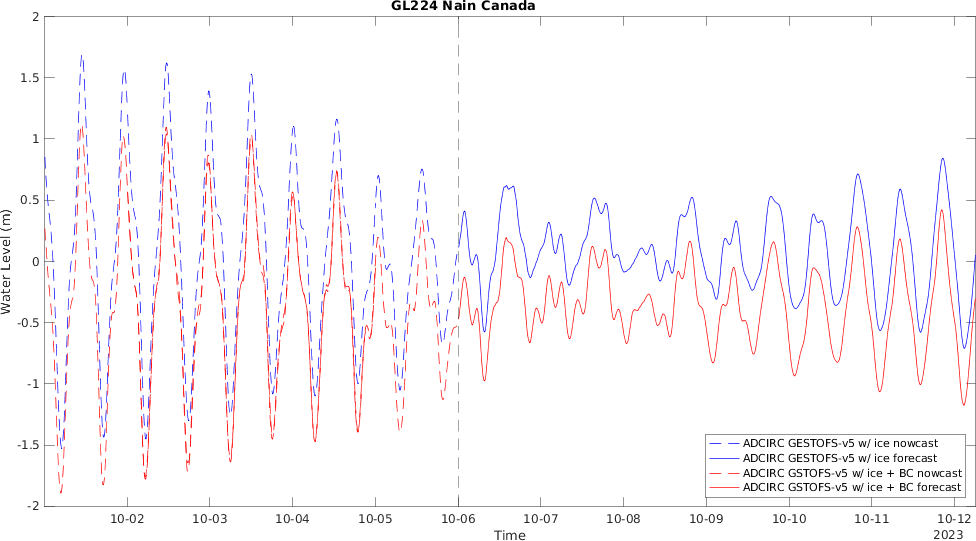 GL224 Nain Canada
2
1.5
1
0.5
0
-0.5
-1
-1.5
-2
Water Level (m)
ADCIRC GESTOFS-v5 w/ ice nowcast
ADCIRC GESTOFS-v5 w/ ice forecast
ADCIRC GSTOFS-v5 w/ ice + BC nowcast
ADCIRC GSTOFS-v5 w/ ice + BC forecast
10-02 10-03 10-04 10-05 10-06 10-07 10-08 10-09 10-10 10-11 10-12
Time 2023